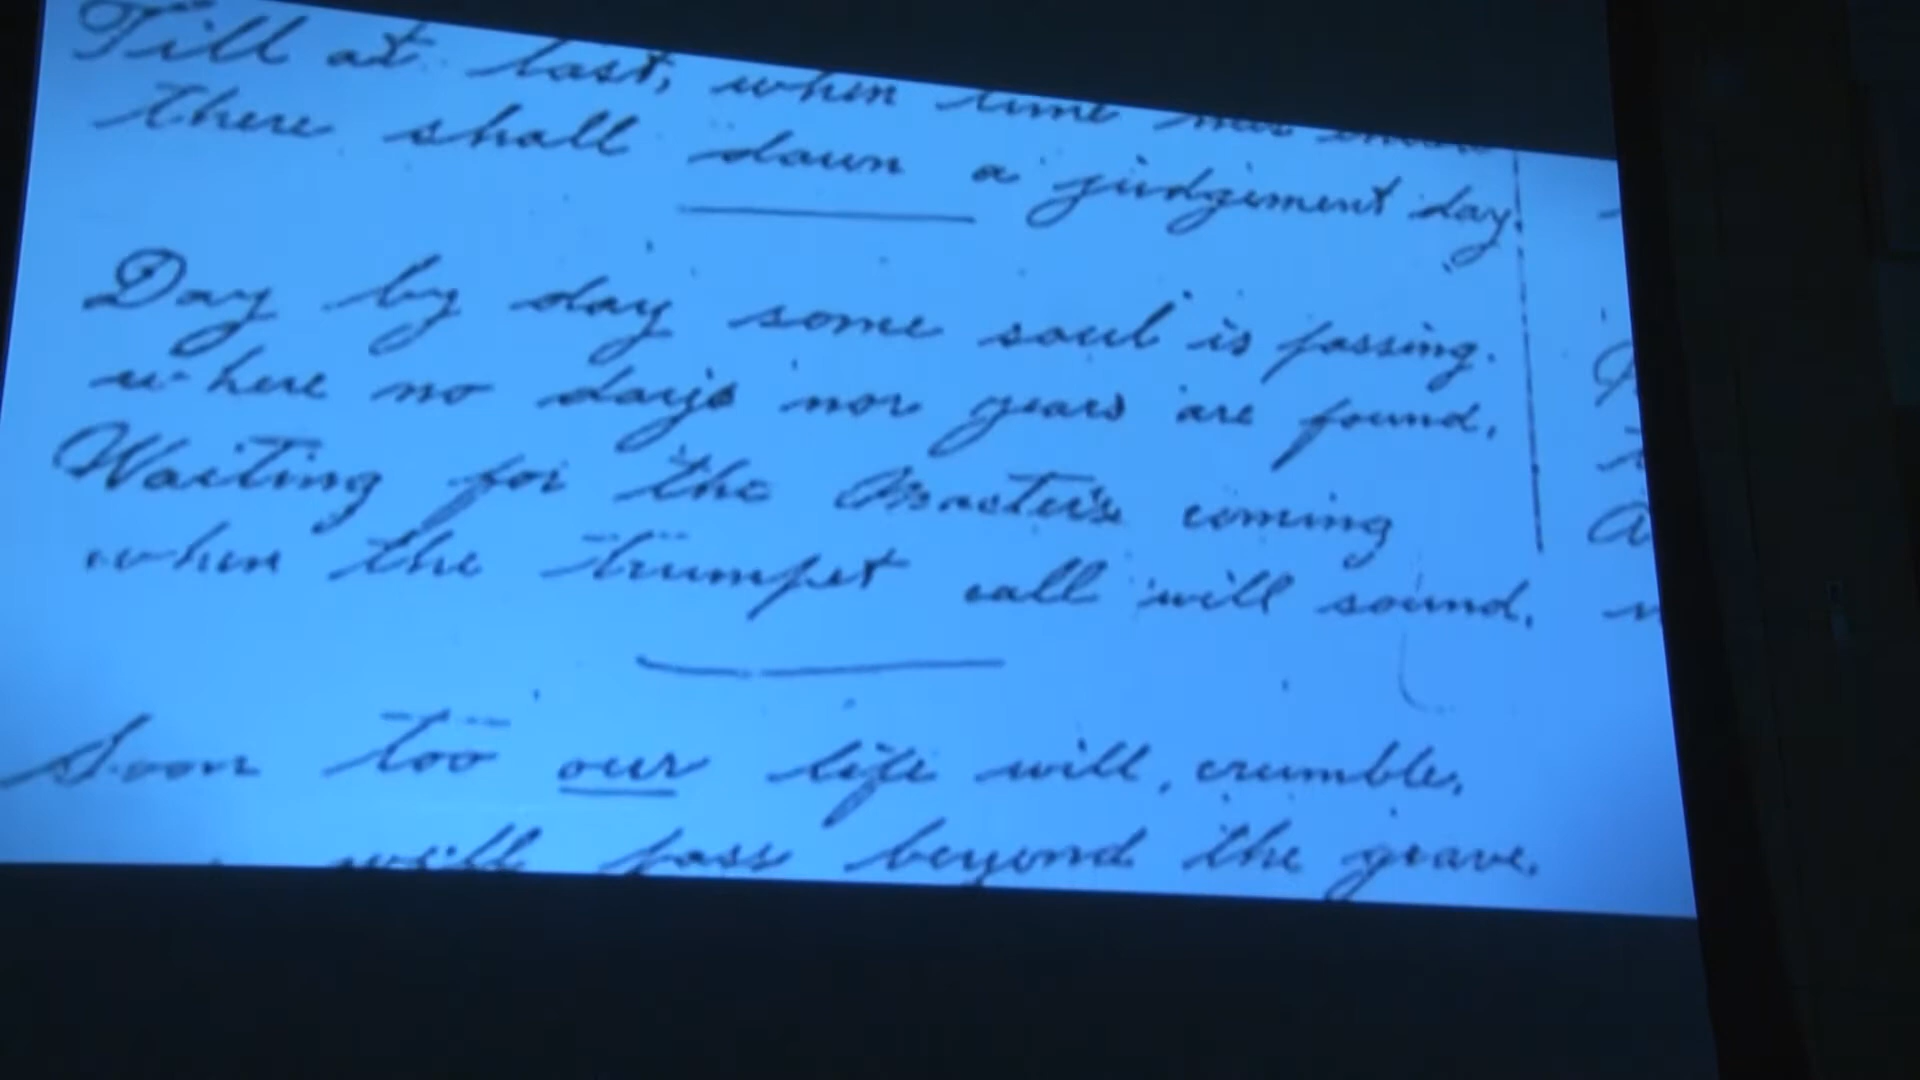 Till at last, when time has
there shall dawn a judgement day.
Day by day some soul is passing.
where no days nor years are found,
Waiting for the Master's coming
when the trumpet call will sound.
Soon too our life will, crumble,
will pass beyond the grave.